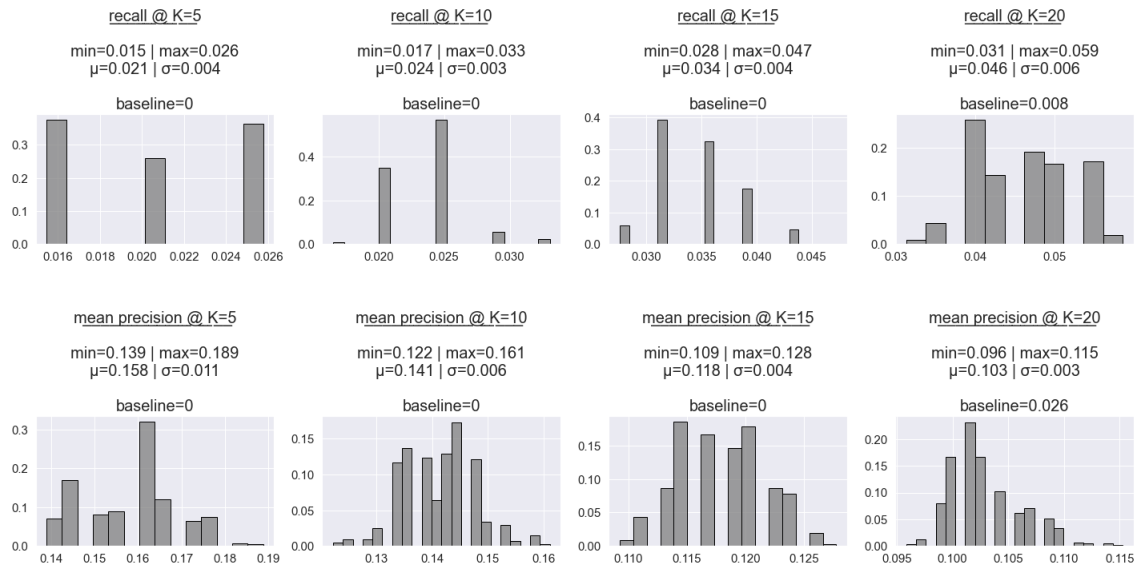 recall @ K=5
min=0.015 | max=0.026
μ=0.021 | σ=0.004
baseline=0
0.3
0.2
0.1
0.0
0.016
0.020
0.022
0.024
0.026
recall @ K=10
min=0.017 | max=0.033
μ=0.024 | σ=0.003
baseline=0
0.4
0.2
0.0
0.020
0.025
0.030
recall @ K=15
min=0.028 | max=0.047
μ=0.034 | σ=0.004
baseline=0
0.4
0.3
0.2
0.1
0.0
0.030
0.035
0.040
0.045
recall @ K=20
min=0.031 | max=0.059
μ=0.046 | σ=0.006
baseline=0.008
0.2
0.1
0.0
0.03
0.04
0.05
mean precision @ K=5
min=0.139 | max=0.189
μ=0.158 | σ=0.011
baseline=0
0.3
0.2
0.1
0.0
0.14
0.15
0.16
0.17
0.18
0.19
mean precision @ K=10
min=0.122 | max=0.161
μ=0.141 | σ=0.006
baseline=0
0.15
0.10
0.05
0.00
0.13
0.14
0.15
0.16
mean precision @ K=15
min=0.109 | max=0.128
μ=0.118 | σ=0.004
baseline=0
0.15
0.10
0.05
0.00
0.110
0.115
0.120
0.125
mean precision @ K=20
min=0.096 | max=0.115
μ=0.103 | σ=0.003
baseline=0.026
0.20
0.15
0.10
0.05
0.00
0.095
0.100
0.105
0.110
0.115